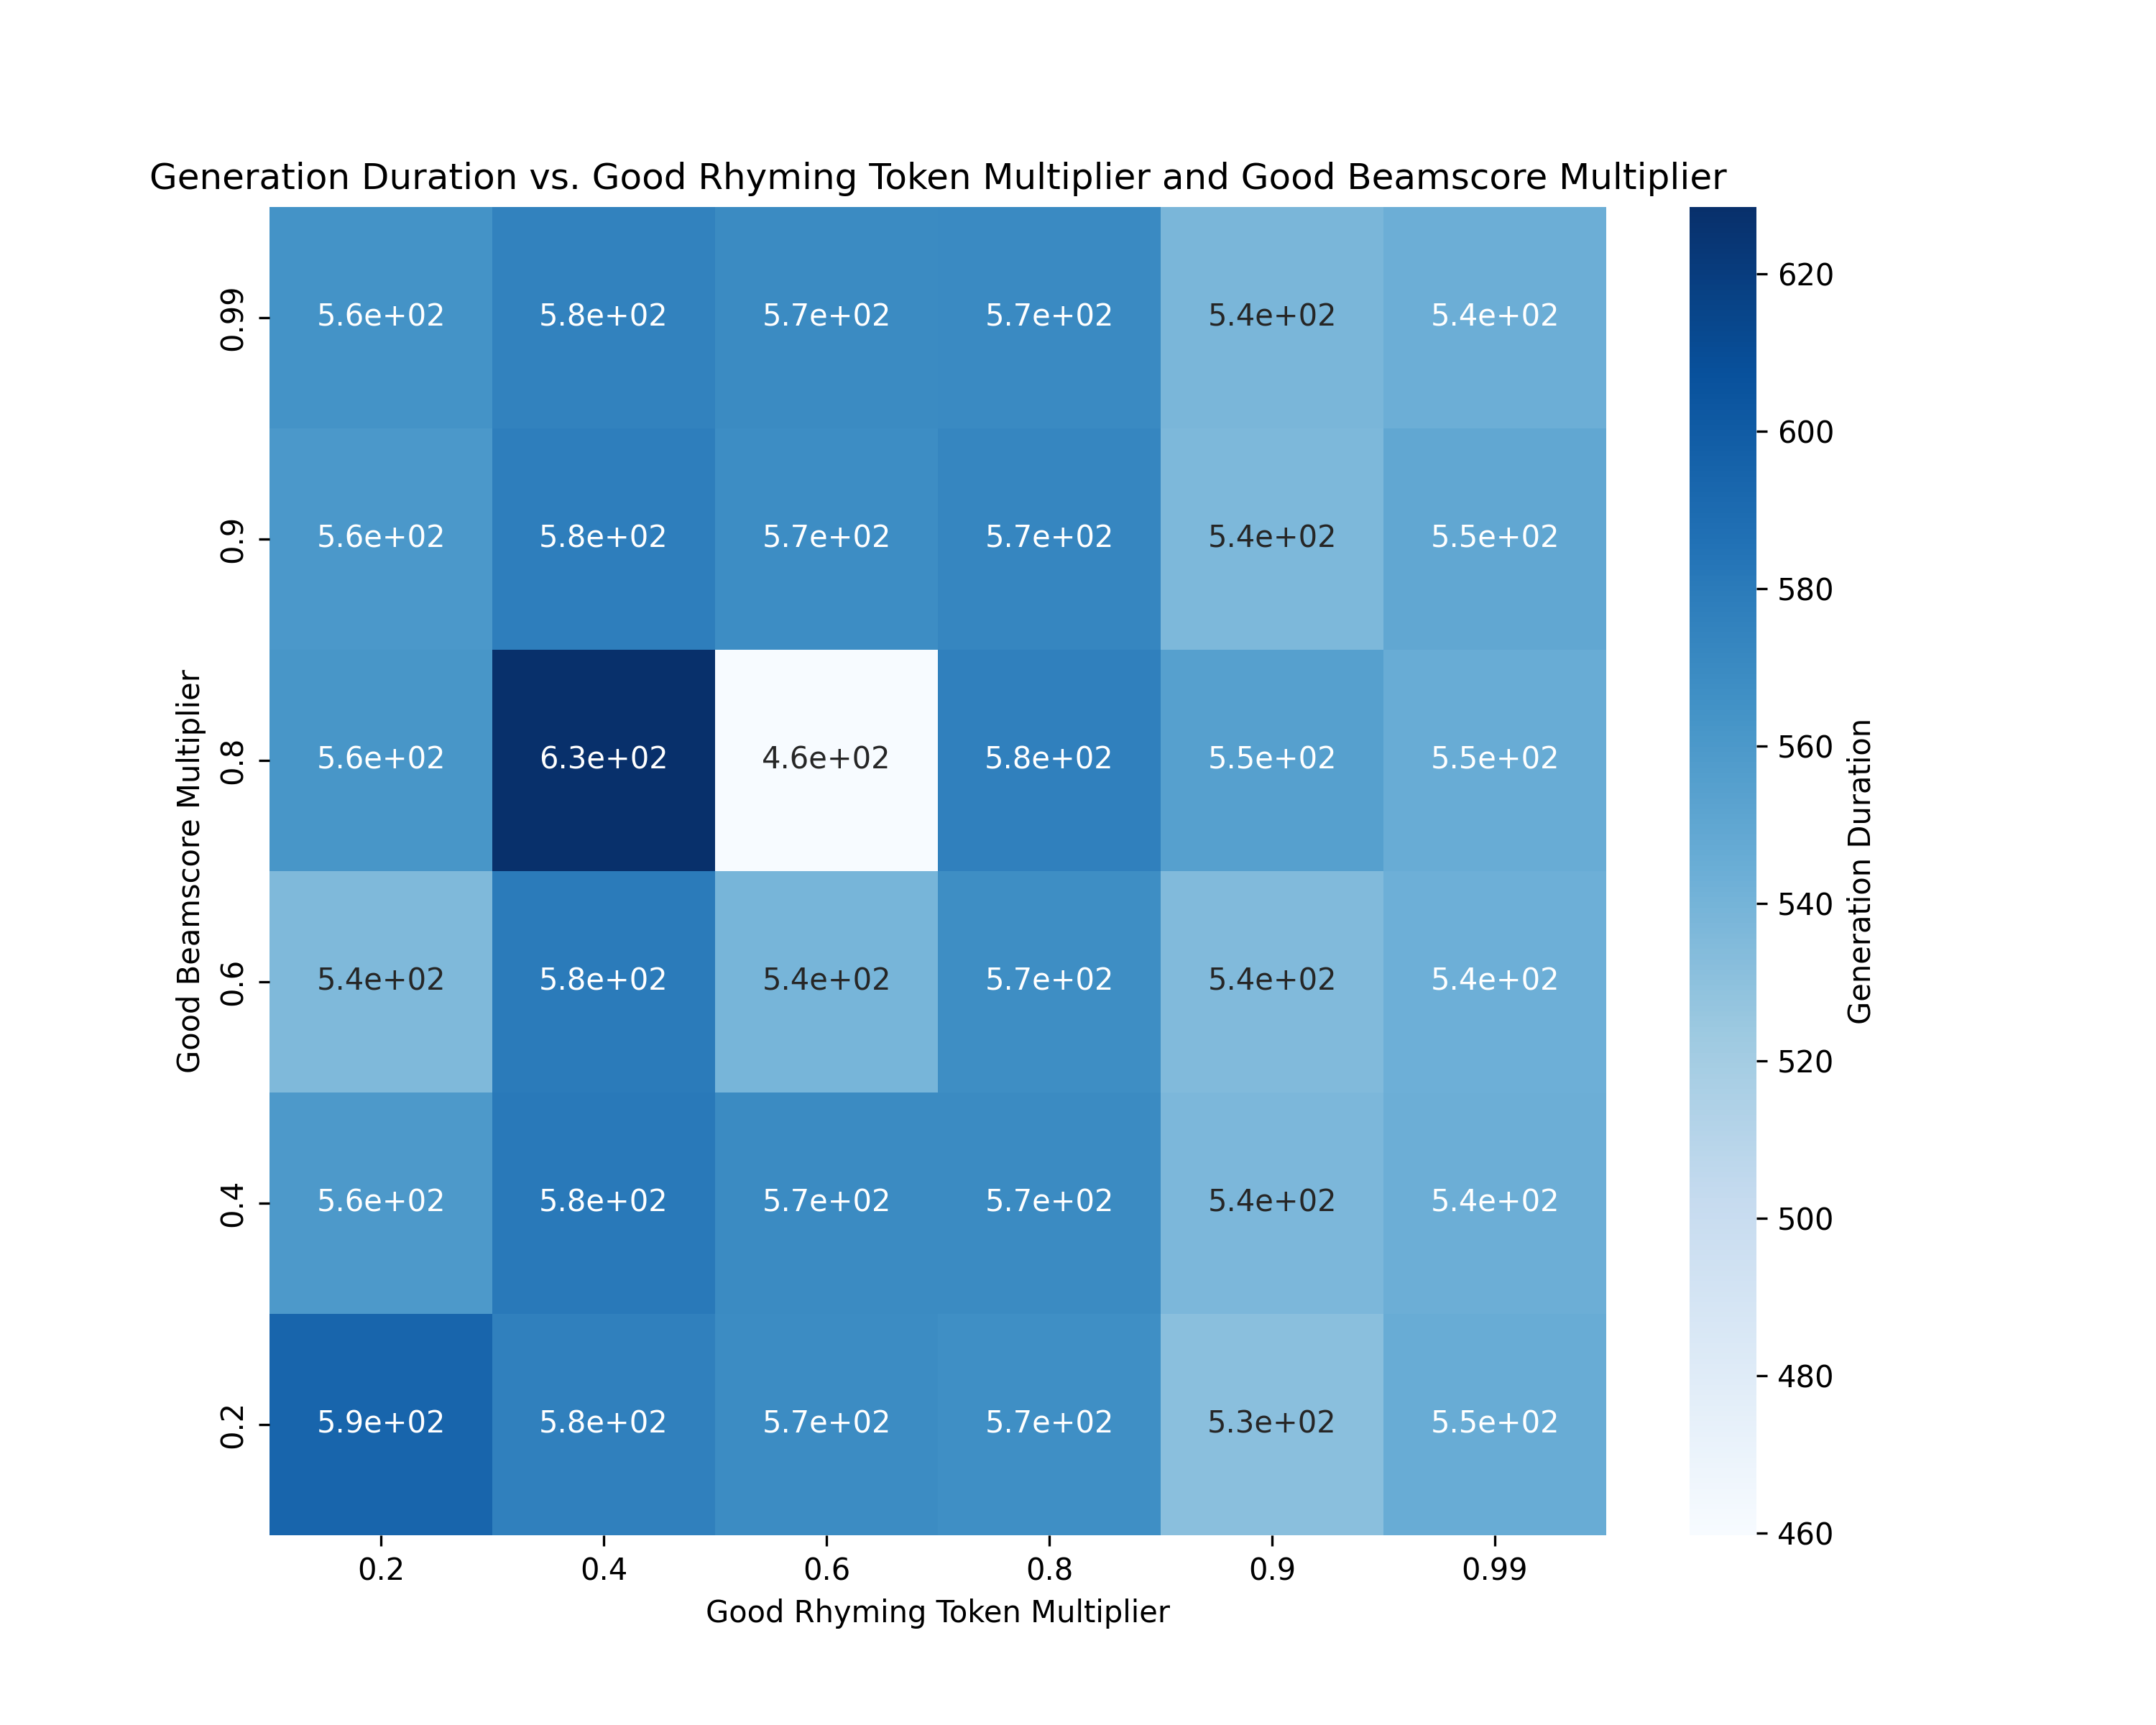 Generation Duration vs. Good Rhyming Token Multiplier and Good Beamscore Multiplier
0.99 5.6e+02 5.8e+02 5.7e+02 5.7e+02 5.4e+02 5.4e+02
0.9 5.6e+02 5.8e+02 5.7e+02 5.7e+02 5.4e+02 5.5e+02
0.8 5.6e+02 6.3e+02 4.6e+02 5.8e+02 5.5e+02 5.5e+02
0.6 5.4e+02 5.8e+02 5.4e+02 5.7e+02 5.4e+02 5.4e+02
0.4 5.6e+02 5.8e+02 5.7e+02 5.7e+02 5.4e+02 5.4e+02
0.2 5.9e+02 5.8e+02 5.7e+02 5.7e+02 5.3e+02 5.5e+02
Good Beamscore Multiplier
0.2 0.4 0.6 0.8 0.9 0.99
Good Rhyming Token Multiplier
620
600
580
560
540
520
500
480
460
Generation Duration